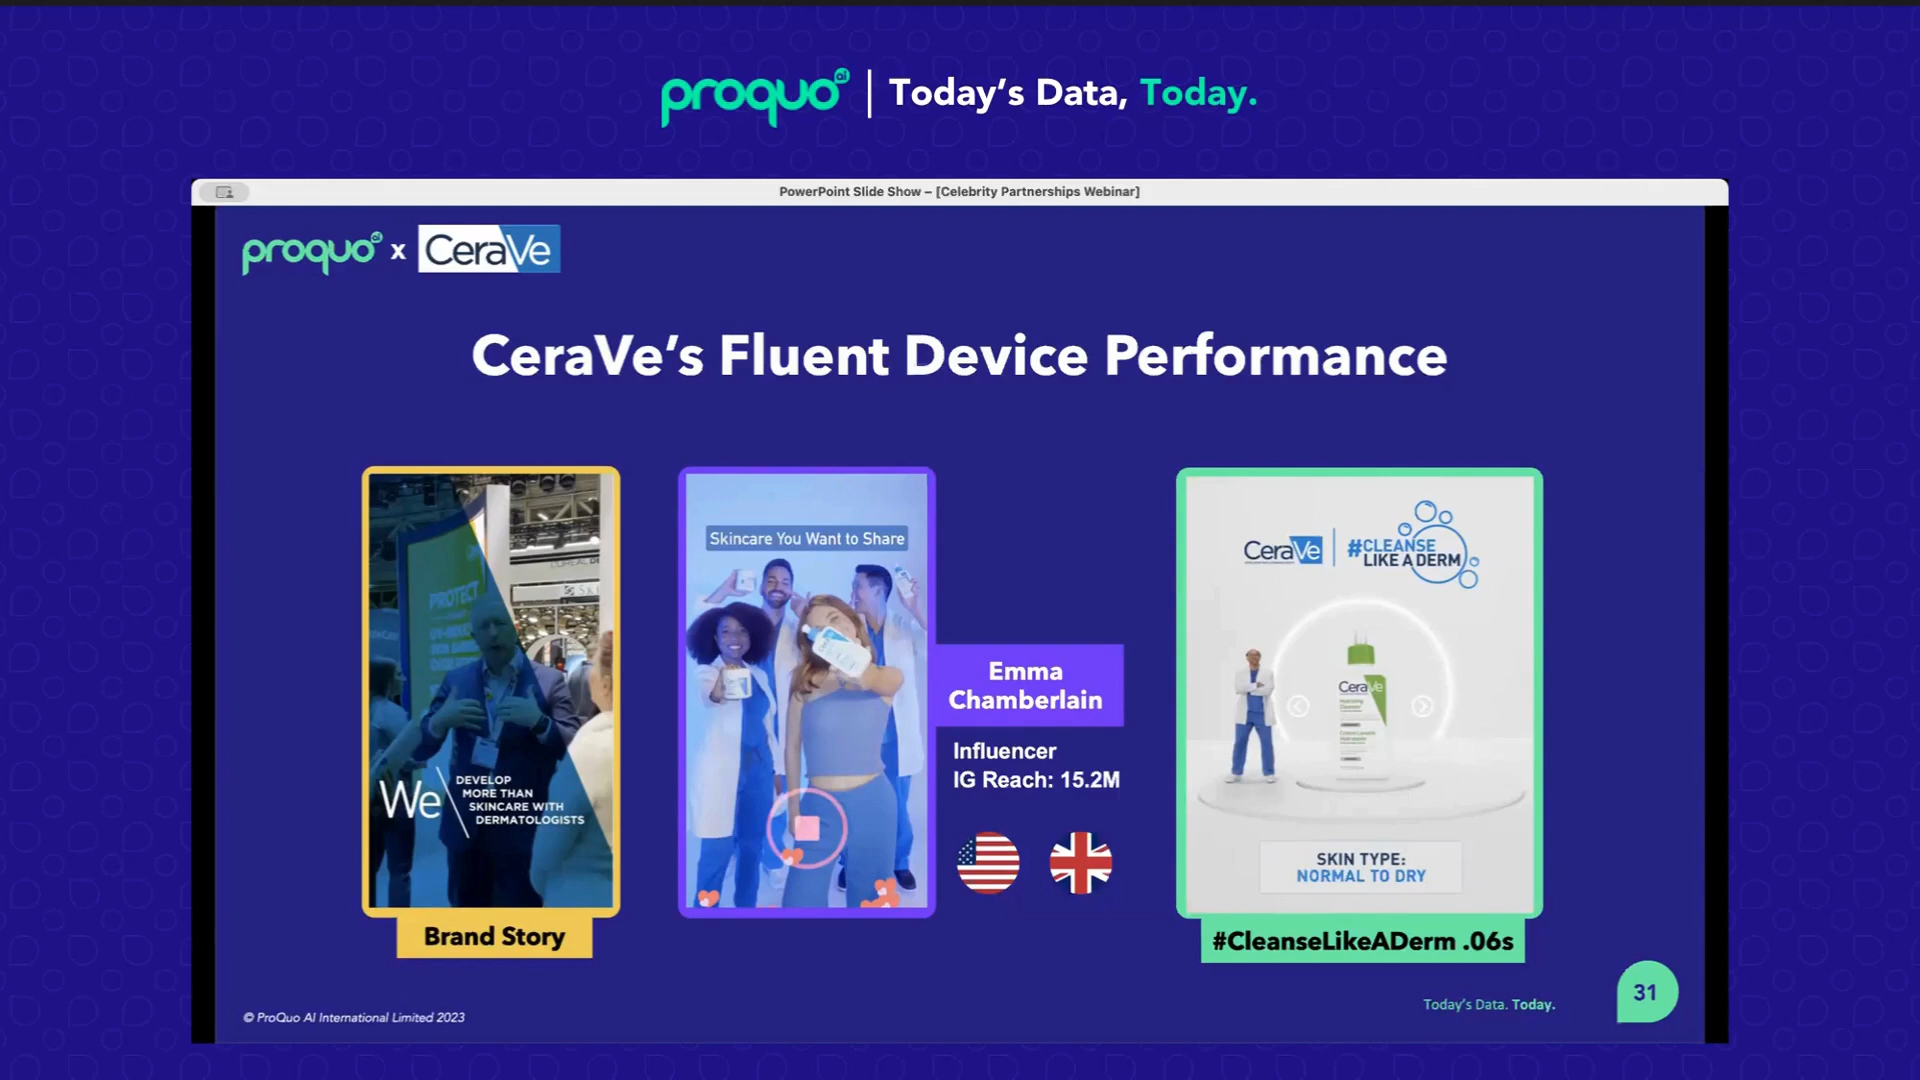 proquo ai | Today's Data, Today.
PowerPoint Slide Show – [Celebrity Partnerships Webinar]
proquo ai x CeraVe
CeraVe's Fluent Device Performance
PROTECT
We
DEVELOP
MORE THAN
SKINCARE WITH
DERMATOLOGISTS
Brand Story
Skincare You Want to Share
Emma
Chamberlain
Influencer
IG Reach: 15.2M
CeraVe | #CLEANSE
LIKE A DERM
CeraVe
Hydrating
Cleanser
SKIN TYPE:
NORMAL TO DRY
#CleanseLikeADerm .06s
© ProQuo AI International Limited 2023
Today's Data. Today.
31